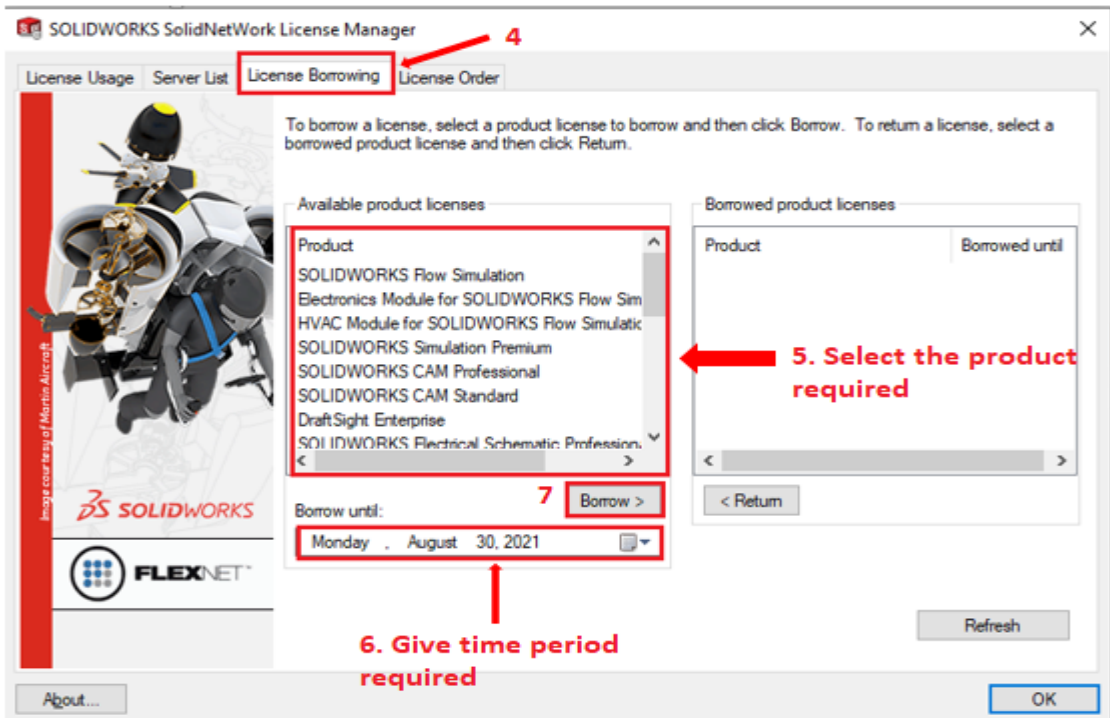 SOLIDWORKS SolidNetWork License Manager
4
License Usage Server List License Borrowing License Order
To borrow a license, select a product license to borrow and then click Borrow. To return a license, select a
borrowed product license and then click Return.
Available product licenses
Product
SOLIDWORKS Flow Simulation
Electronics Module for SOLIDWORKS Flow Sim
HVAC Module for SOLIDWORKS Flow Simulatic
SOLIDWORKS Simulation Premium
SOLIDWORKS CAM Professional
SOLIDWORKS CAM Standard
DraftSight Enterprise
SOLIDWORKS Electrical Schematic Profession
Borrowed product licenses
Product Borrowed until
5. Select the product
required
7
Borrow >
< Return
Borrow until:
Monday , August 30, 2021
6. Give time period
required
Image courtesy of Martin Aircraft
SOLIDWORKS
FLEXNET
Refresh
About...
OK